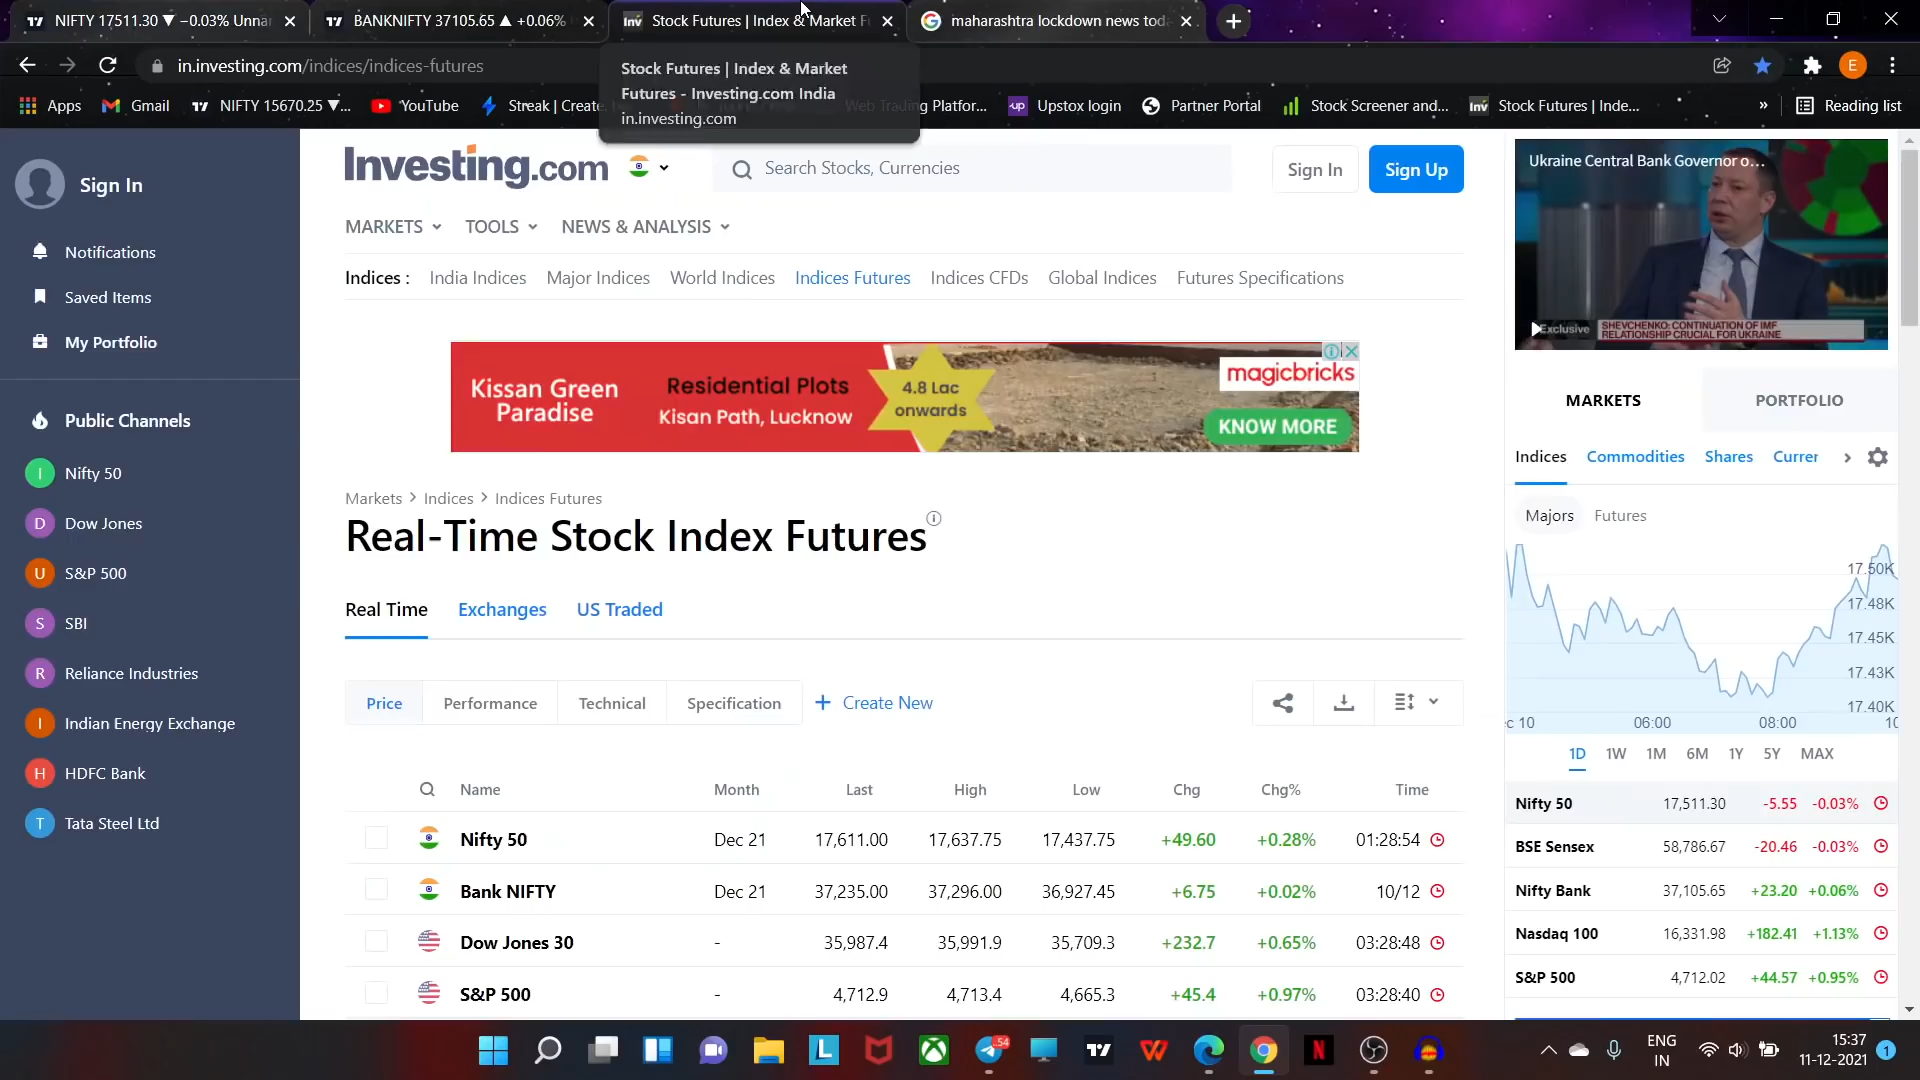 NIFTY 17511.30 ▼ −0.03% Unna
BANKNIFTY 37105.65 ▲ +0.06%
Stock Futures | Index & Market F
maharashtra lockdown news toda
in.investing.com/indices/indices-futures
Stock Futures | Index & Market
Futures - Investing.com India
in.investing.com
E
Apps
Gmail
NIFTY 15670.25 ▼...
YouTube
Streak | Create,
Web Trading Platfor...
Upstox login
Partner Portal
Stock Screener and...
Stock Futures | Inde...
»
Reading list
Sign In
Notifications
Saved Items
My Portfolio
Public Channels
I Nifty 50
D Dow Jones
U S&P 500
S SBI
R Reliance Industries
I Indian Energy Exchange
H HDFC Bank
T Tata Steel Ltd
Investing.com
Search Stocks, Currencies
Sign In
Sign Up
MARKETS TOOLS NEWS & ANALYSIS
Indices : India Indices Major Indices World Indices Indices Futures Indices CFDs Global Indices Futures Specifications
Kissan Green
Paradise
Residential Plots
Kisan Path, Lucknow
4.8 Lac
onwards
magicbricks
KNOW MORE
Markets > Indices > Indices Futures
Real-Time Stock Index Futures
Real Time Exchanges US Traded
Price Performance Technical Specification + Create New
Name Month Last High Low Chg Chg% Time
Nifty 50 Dec 21 17,611.00 17,637.75 17,437.75 +49.60 +0.28% 01:28:54
Bank NIFTY Dec 21 37,235.00 37,296.00 36,927.45 +6.75 +0.02% 10/12
Dow Jones 30 - 35,987.4 35,991.9 35,709.3 +232.7 +0.65% 03:28:48
S&P 500 - 4,712.9 4,713.4 4,665.3 +45.4 +0.97% 03:28:40
Ukraine Central Bank Governor o...
Exclusive
SHEVCHENKO: CONTINUATION OF IMF
RELATIONSHIP CRUCIAL FOR UKRAINE
MARKETS PORTFOLIO
Indices Commodities Shares Currer >
Majors Futures
17.50K
17.48K
17.45K
17.43K
17.40K
c 10 06:00 08:00 10
1D 1W 1M 6M 1Y 5Y MAX
Nifty 50 17,511.30 -5.55 -0.03%
BSE Sensex 58,786.67 -20.46 -0.03%
Nifty Bank 37,105.65 +23.20 +0.06%
Nasdaq 100 16,331.98 +182.41 +1.13%
S&P 500 4,712.02 +44.57 +0.95%
54
ENG
IN
15:37
11-12-2021
1